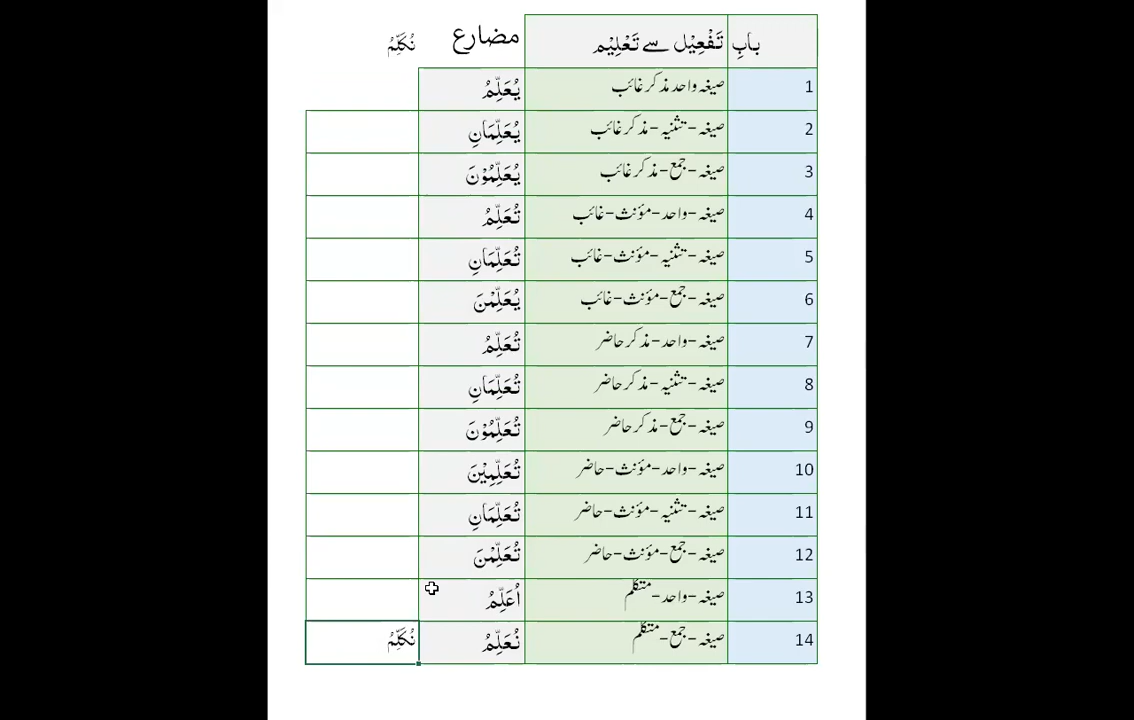 بابِ تَفْعِیْل سے تَعْلِیْم مضارع نُكَلِّمُ
1 صیغہ واحد مذکر غائب يُعَلِّمُ
2 صیغہ-تثنیہ-مذکر غائب يُعَلِّمَانِ
3 صیغہ-جمع-مذکر غائب يُعَلِّمُوْنَ
4 صیغہ-واحد-مؤنث-غائب تُعَلِّمُ
5 صیغہ-تثنیہ-مؤنث-غائب تُعَلِّمَانِ
6 صیغہ-جمع-مؤنث-غائب يُعَلِّمْنَ
7 صیغہ-واحد-مذکر حاضر تُعَلِّمُ
8 صیغہ-تثنیہ-مذکر حاضر تُعَلِّمَانِ
9 صیغہ-جمع-مذکر حاضر تُعَلِّمُوْنَ
10 صیغہ-واحد-مؤنث-حاضر تُعَلِّمِيْنَ
11 صیغہ-تثنیہ-مؤنث-حاضر تُعَلِّمَانِ
12 صیغہ-جمع-مؤنث-حاضر تُعَلِّمْنَ
13 صیغہ-واحد-متکلم اُعَلِّمُ
14 صیغہ-جمع-متکلم نُعَلِّمُ نُكَلِّمُ